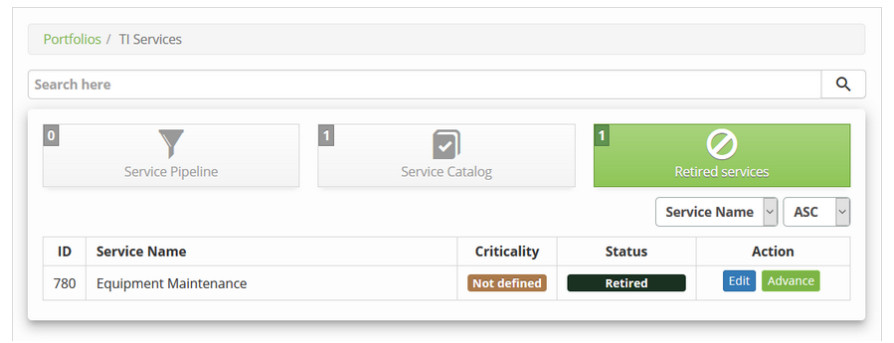 Portfolios / TI Services
Search here
0
Service Pipeline
1
Service Catalog
1
Retired services
Service Name ASC
ID Service Name Criticality Status Action
780 Equipment Maintenance Not defined Retired Edit Advance